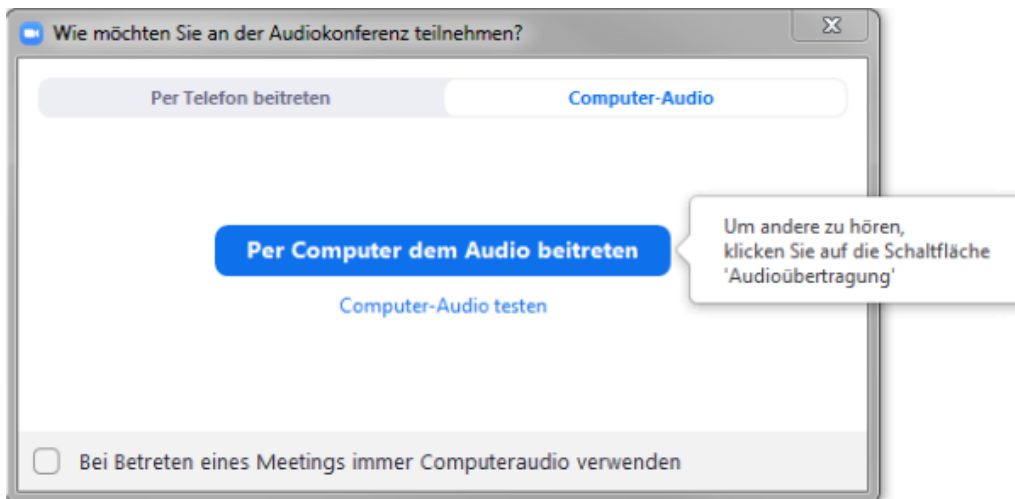 Wie möchten Sie an der Audiokonferenz teilnehmen?
Per Telefon beitreten
Computer-Audio
Per Computer dem Audio beitreten
Um andere zu hören,
klicken Sie auf die Schaltfläche
'Audioübertragung'
Computer-Audio testen
Bei Betreten eines Meetings immer Computeraudio verwenden